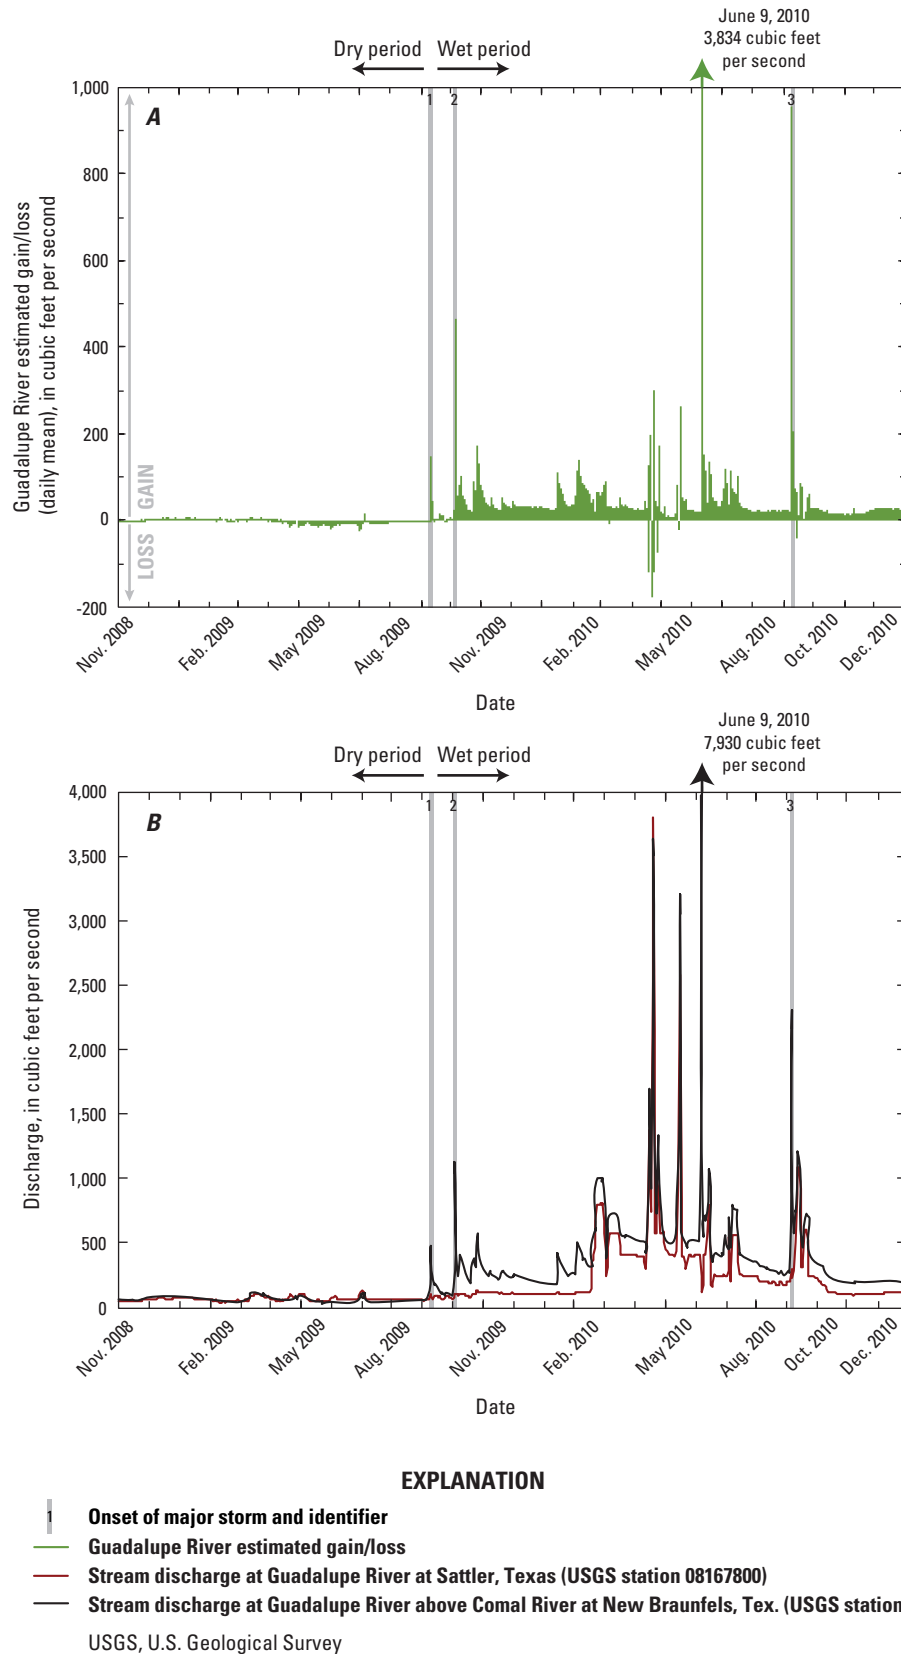 June 9, 2010
3,834 cubic feet
per second
Dry period
Wet period
1,000
800
600
400
200
0
-200
A
1
2
3
GAIN
LOSS
Guadalupe River estimated gain/loss
(daily mean), in cubic feet per second
Nov. 2008
Feb. 2009
May 2009
Aug. 2009
Nov. 2009
Feb. 2010
May 2010
Aug. 2010
Oct. 2010
Dec. 2010
Date
June 9, 2010
7,930 cubic feet
per second
Dry period
Wet period
4,000
3,500
3,000
2,500
2,000
1,500
1,000
500
0
B
1
2
3
Discharge, in cubic feet per second
Nov. 2008
Feb. 2009
May 2009
Aug. 2009
Nov. 2009
Feb. 2010
May 2010
Aug. 2010
Oct. 2010
Dec. 2010
Date
EXPLANATION
1 Onset of major storm and identifier
Guadalupe River estimated gain/loss
Stream discharge at Guadalupe River at Sattler, Texas (USGS station 08167800)
Stream discharge at Guadalupe River above Comal River at New Braunfels, Tex. (USGS station
USGS, U.S. Geological Survey